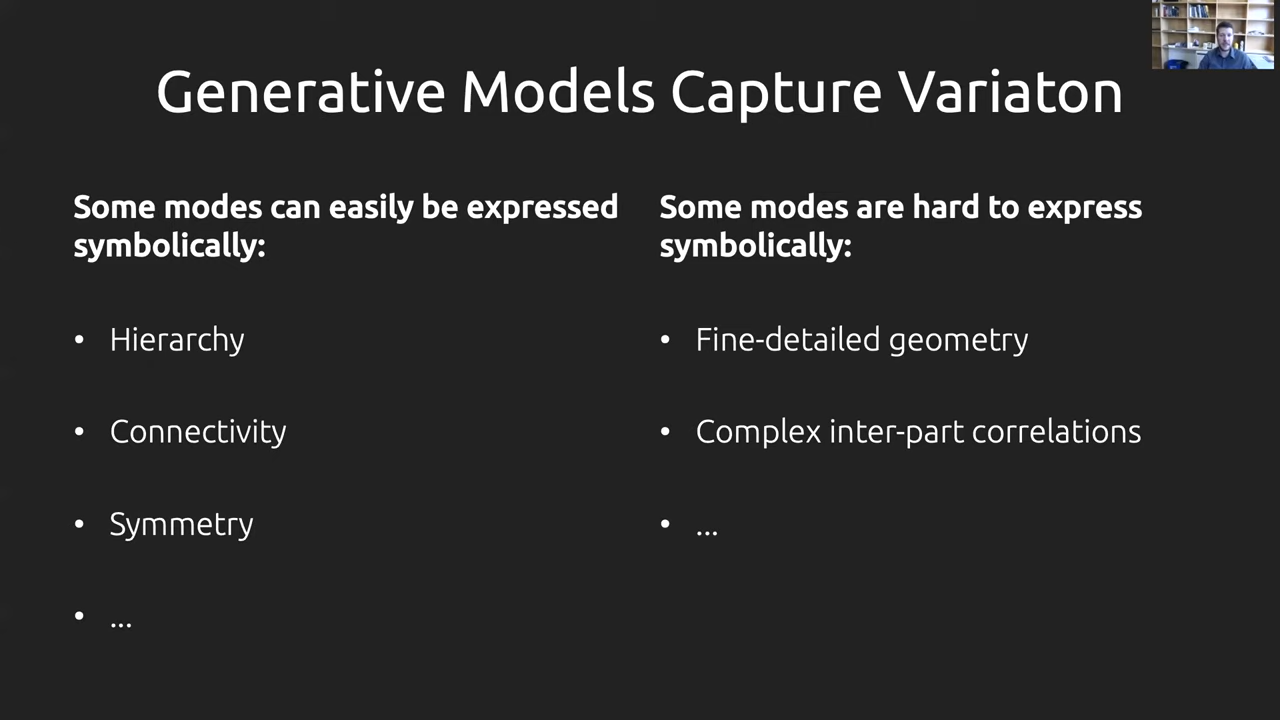 Generative Models Capture Variaton
Some modes can easily be expressed
symbolically:
• Hierarchy
• Connectivity
• Symmetry
• ...
Some modes are hard to express
symbolically:
• Fine-detailed geometry
• Complex inter-part correlations
• ...